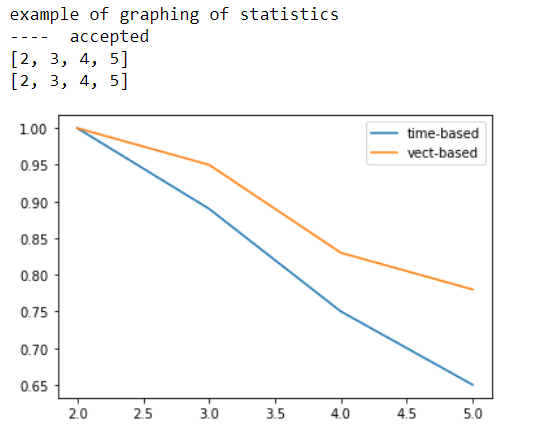 example of graphing of statistics
----  accepted
[2, 3, 4, 5]
[2, 3, 4, 5]
time-based
vect-based
1.00
0.95
0.90
0.85
0.80
0.75
0.70
0.65
2.0 2.5 3.0 3.5 4.0 4.5 5.0